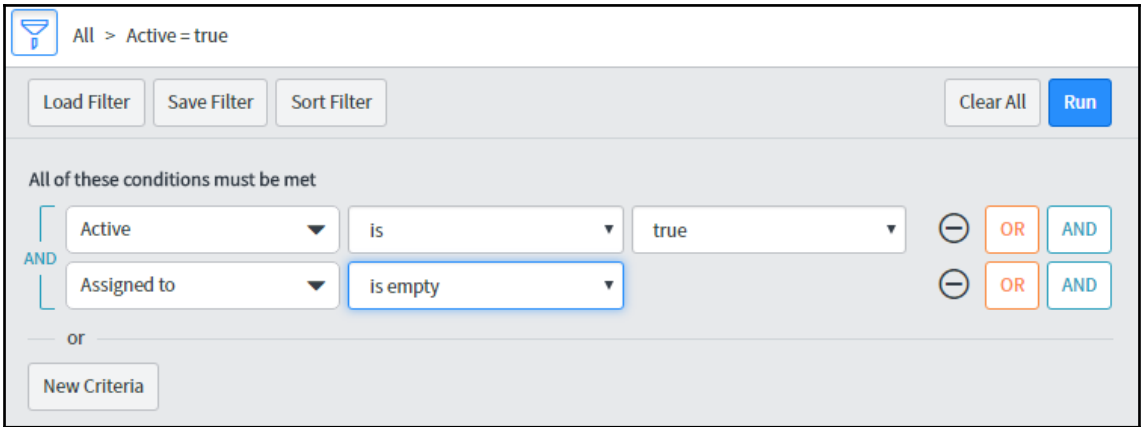 All > Active = true
Load Filter Save Filter Sort Filter Clear All Run
All of these conditions must be met
Active is true OR AND
AND
Assigned to is empty OR AND
or
New Criteria